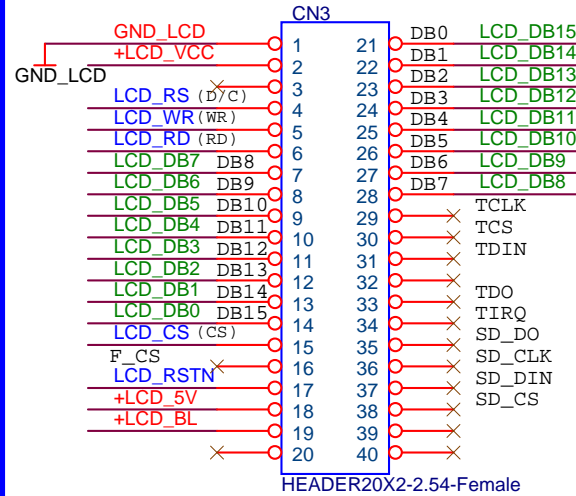 CN3
GND_LCD 1 21 DB0 LCD_DB15
GND_LCD
+LCD_VCC 2 22 DB1 LCD_DB14
3 23 DB2 LCD_DB13
LCD_RS (D/C) 4 24 DB3 LCD_DB12
LCD_WR (WR) 5 25 DB4 LCD_DB11
LCD_RD (RD) 6 26 DB5 LCD_DB10
LCD_DB7 DB8 7 27 DB6 LCD_DB9
LCD_DB6 DB9 8 28 DB7 LCD_DB8
LCD_DB5 DB10 9 29 TCLK
LCD_DB4 DB11 10 30 TCS
LCD_DB3 DB12 11 31 TDIN
LCD_DB2 DB13 12 32
LCD_DB1 DB14 13 33 TDO
LCD_DB0 DB15 14 34 TIRQ
LCD_CS (CS) 15 35 SD_DO
F_CS 16 36 SD_CLK
LCD_RSTN 17 37 SD_DIN
+LCD_5V 18 38 SD_CS
+LCD_BL 19 39
20 40
HEADER20X2-2.54-Female